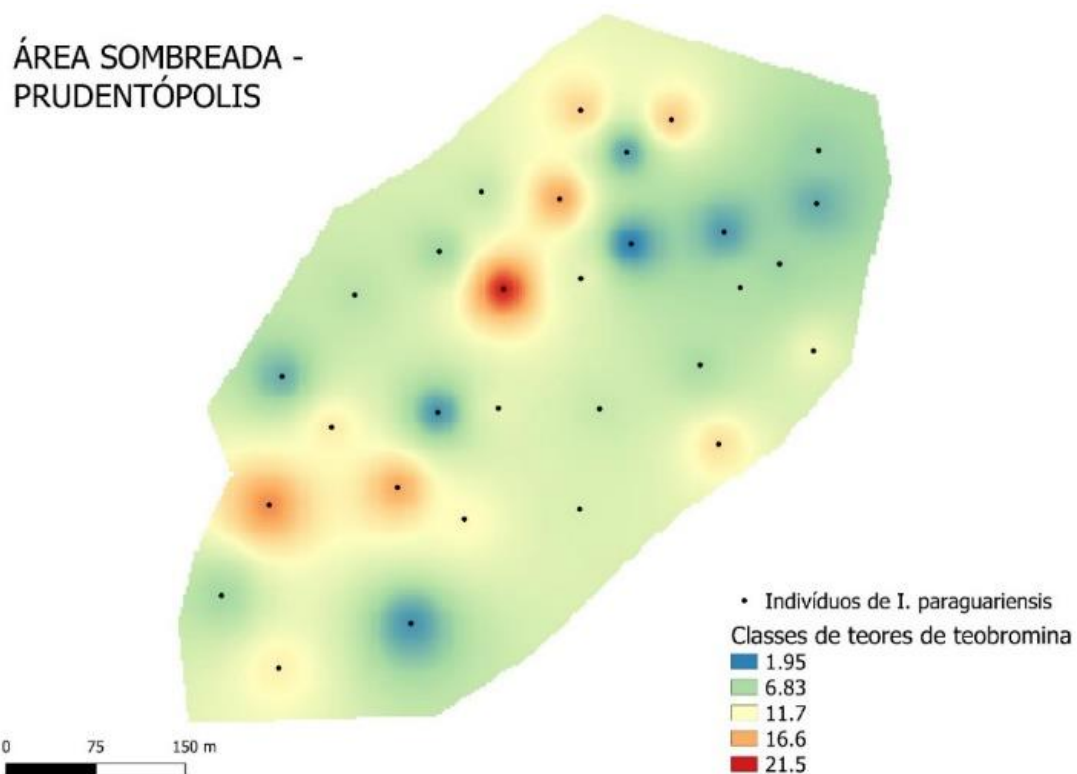 ÁREA SOMBREADA -
PRUDENTÓPOLIS
Indivíduos de I. paraguariensis
Classes de teores de teobromina
1.95
6.83
11.7
16.6
21.5
0 75 150 m